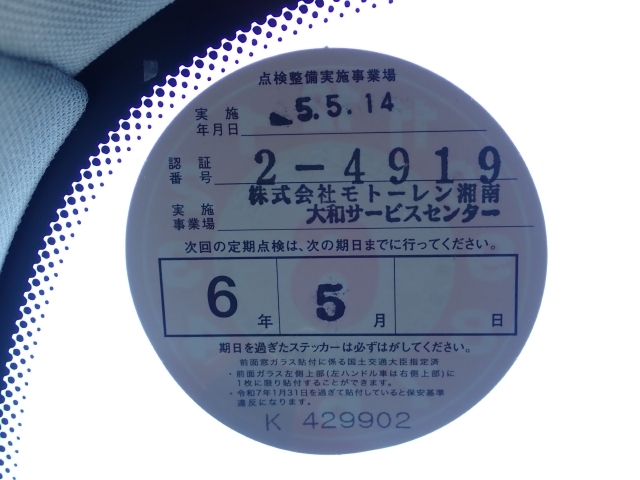 点検整備実施事業場
実施
年月日 5.5.14
認証
番号 2-4919
株式会社モトーレン湘南
実施
事業場 大和サービスセンター
次回の定期点検は、次の期日までに行ってください。
6年 5月 日
期日を過ぎたステッカーは必ずはがしてください。
前面窓ガラス貼付に係る国土交通大臣指定済
・前面ガラス左側上部(左ハンドル車は右側上部)に
1枚に限り貼付することができます。
・令和7年1月31日を過ぎて貼付していると保安基準
違反になります。
K 429902